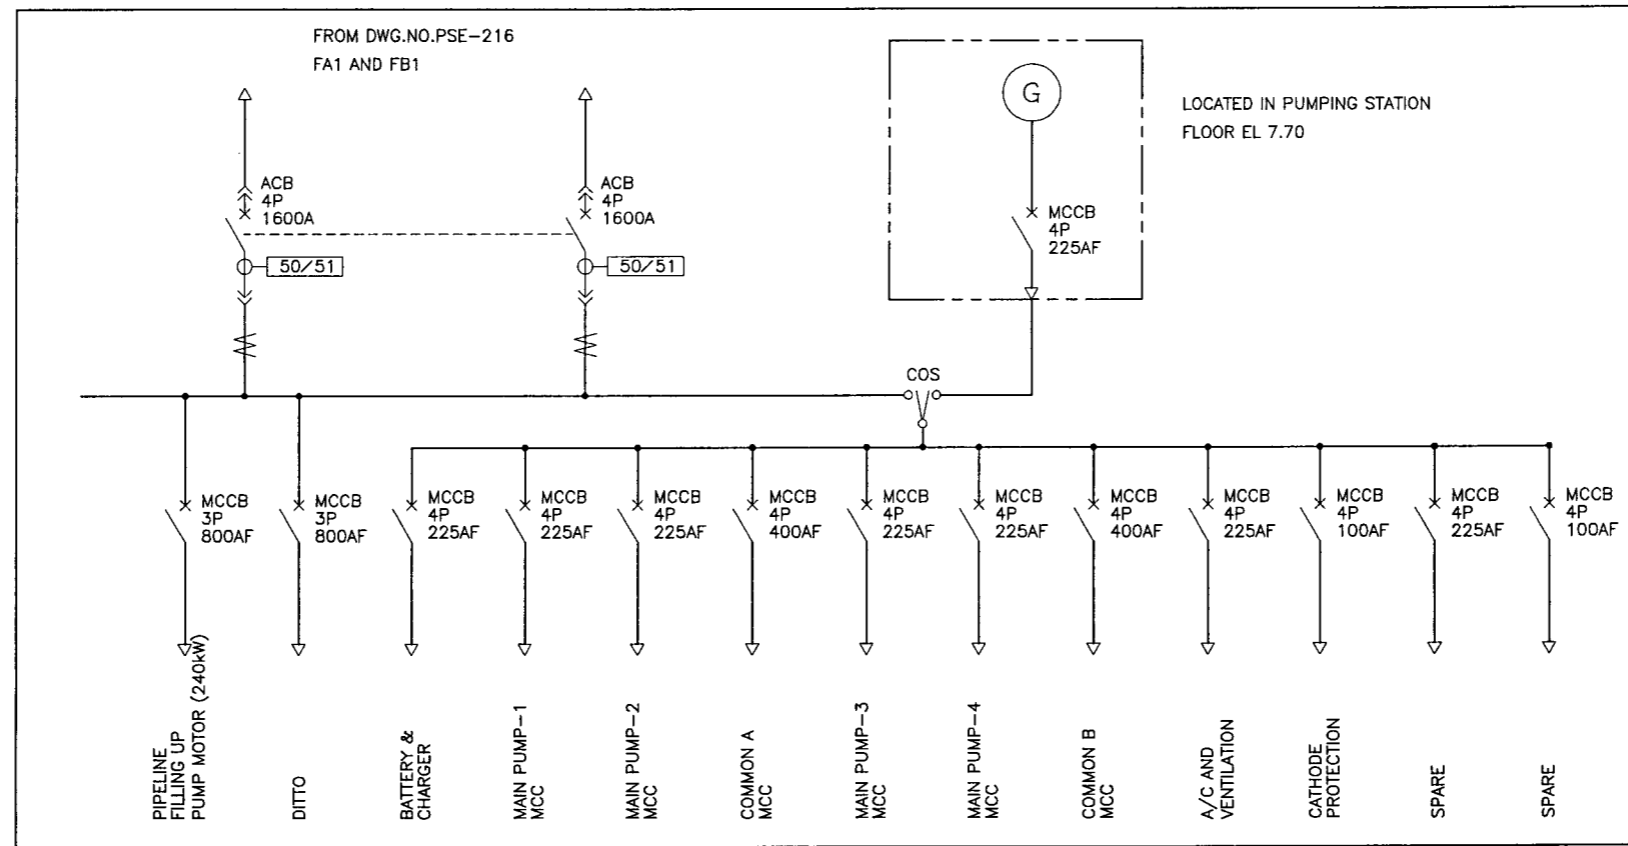 FROM DWG.NO.PSE-216
FA1 AND FB1
G
LOCATED IN PUMPING STATION
FLOOR EL 7.70
ACB
4P
1600A
50/51
ACB
4P
1600A
50/51
MCCB
4P
225AF
COS
MCCB
3P
800AF
MCCB
3P
800AF
MCCB
4P
225AF
MCCB
4P
225AF
MCCB
4P
225AF
MCCB
4P
400AF
MCCB
4P
225AF
MCCB
4P
225AF
MCCB
4P
400AF
MCCB
4P
225AF
MCCB
4P
100AF
MCCB
4P
225AF
MCCB
4P
100AF
PIPELINE
FILLING UP
PUMP MOTOR (240kW)
DITTO
BATTERY &
CHARGER
MAIN PUMP-1
MCC
MAIN PUMP-2
MCC
COMMON A
MCC
MAIN PUMP-3
MCC
MAIN PUMP-4
MCC
COMMON B
MCC
A/C AND
VENTILATION
CATHODE
PROTECTION
SPARE
SPARE